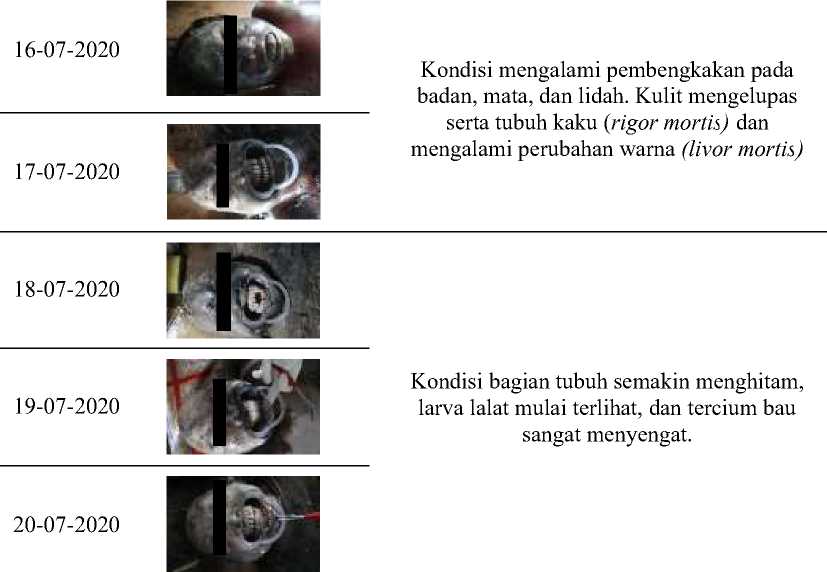 16-07-2020
Kondisi mengalami pembengkakan pada
badan, mata, dan lidah. Kulit mengelupas
serta tubuh kaku (rigor mortis) dan
mengalami perubahan warna (livor mortis)
17-07-2020
18-07-2020
19-07-2020
Kondisi bagian tubuh semakin menghitam,
larva lalat mulai terlihat, dan tercium bau
sangat menyengat.
20-07-2020